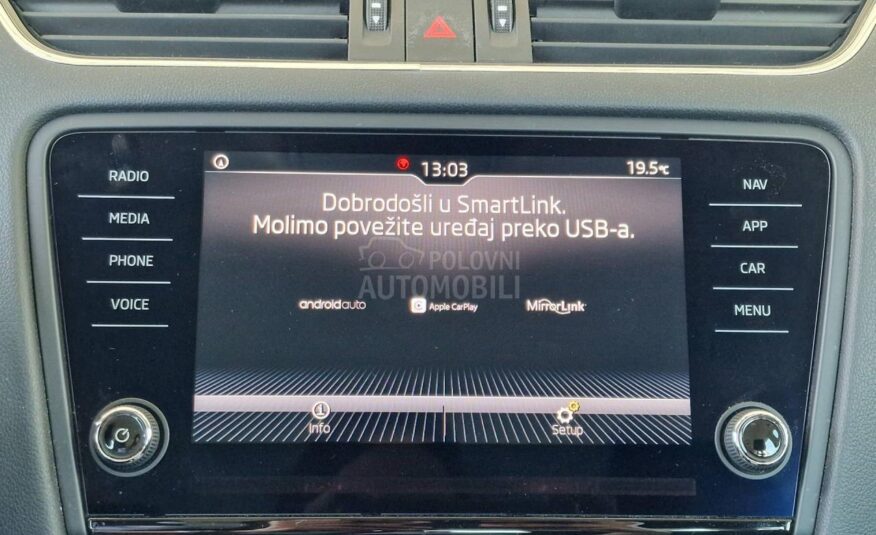 RADIO
MEDIA
PHONE
VOICE
13:03
19.5°C
Dobrodošli u SmartLink.
Molimo povežite uređaj preko USB-a.
POLOVNI
AUTOMOBILI
androidauto
Apple CarPlay
MirrorLink
Info
Setup
NAV
APP
CAR
MENU